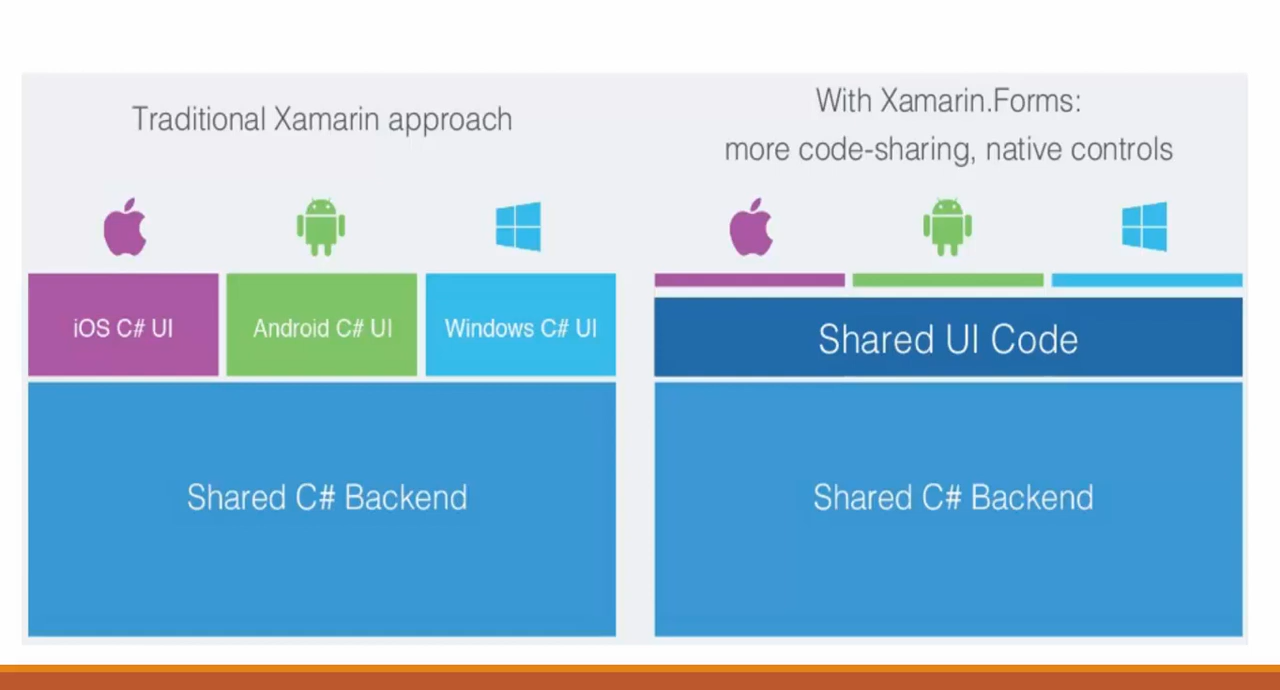 Traditional Xamarin approach
iOS C# UI
Android C# UI
Windows C# UI
Shared C# Backend
With Xamarin.Forms:
more code-sharing, native controls
Shared UI Code
Shared C# Backend